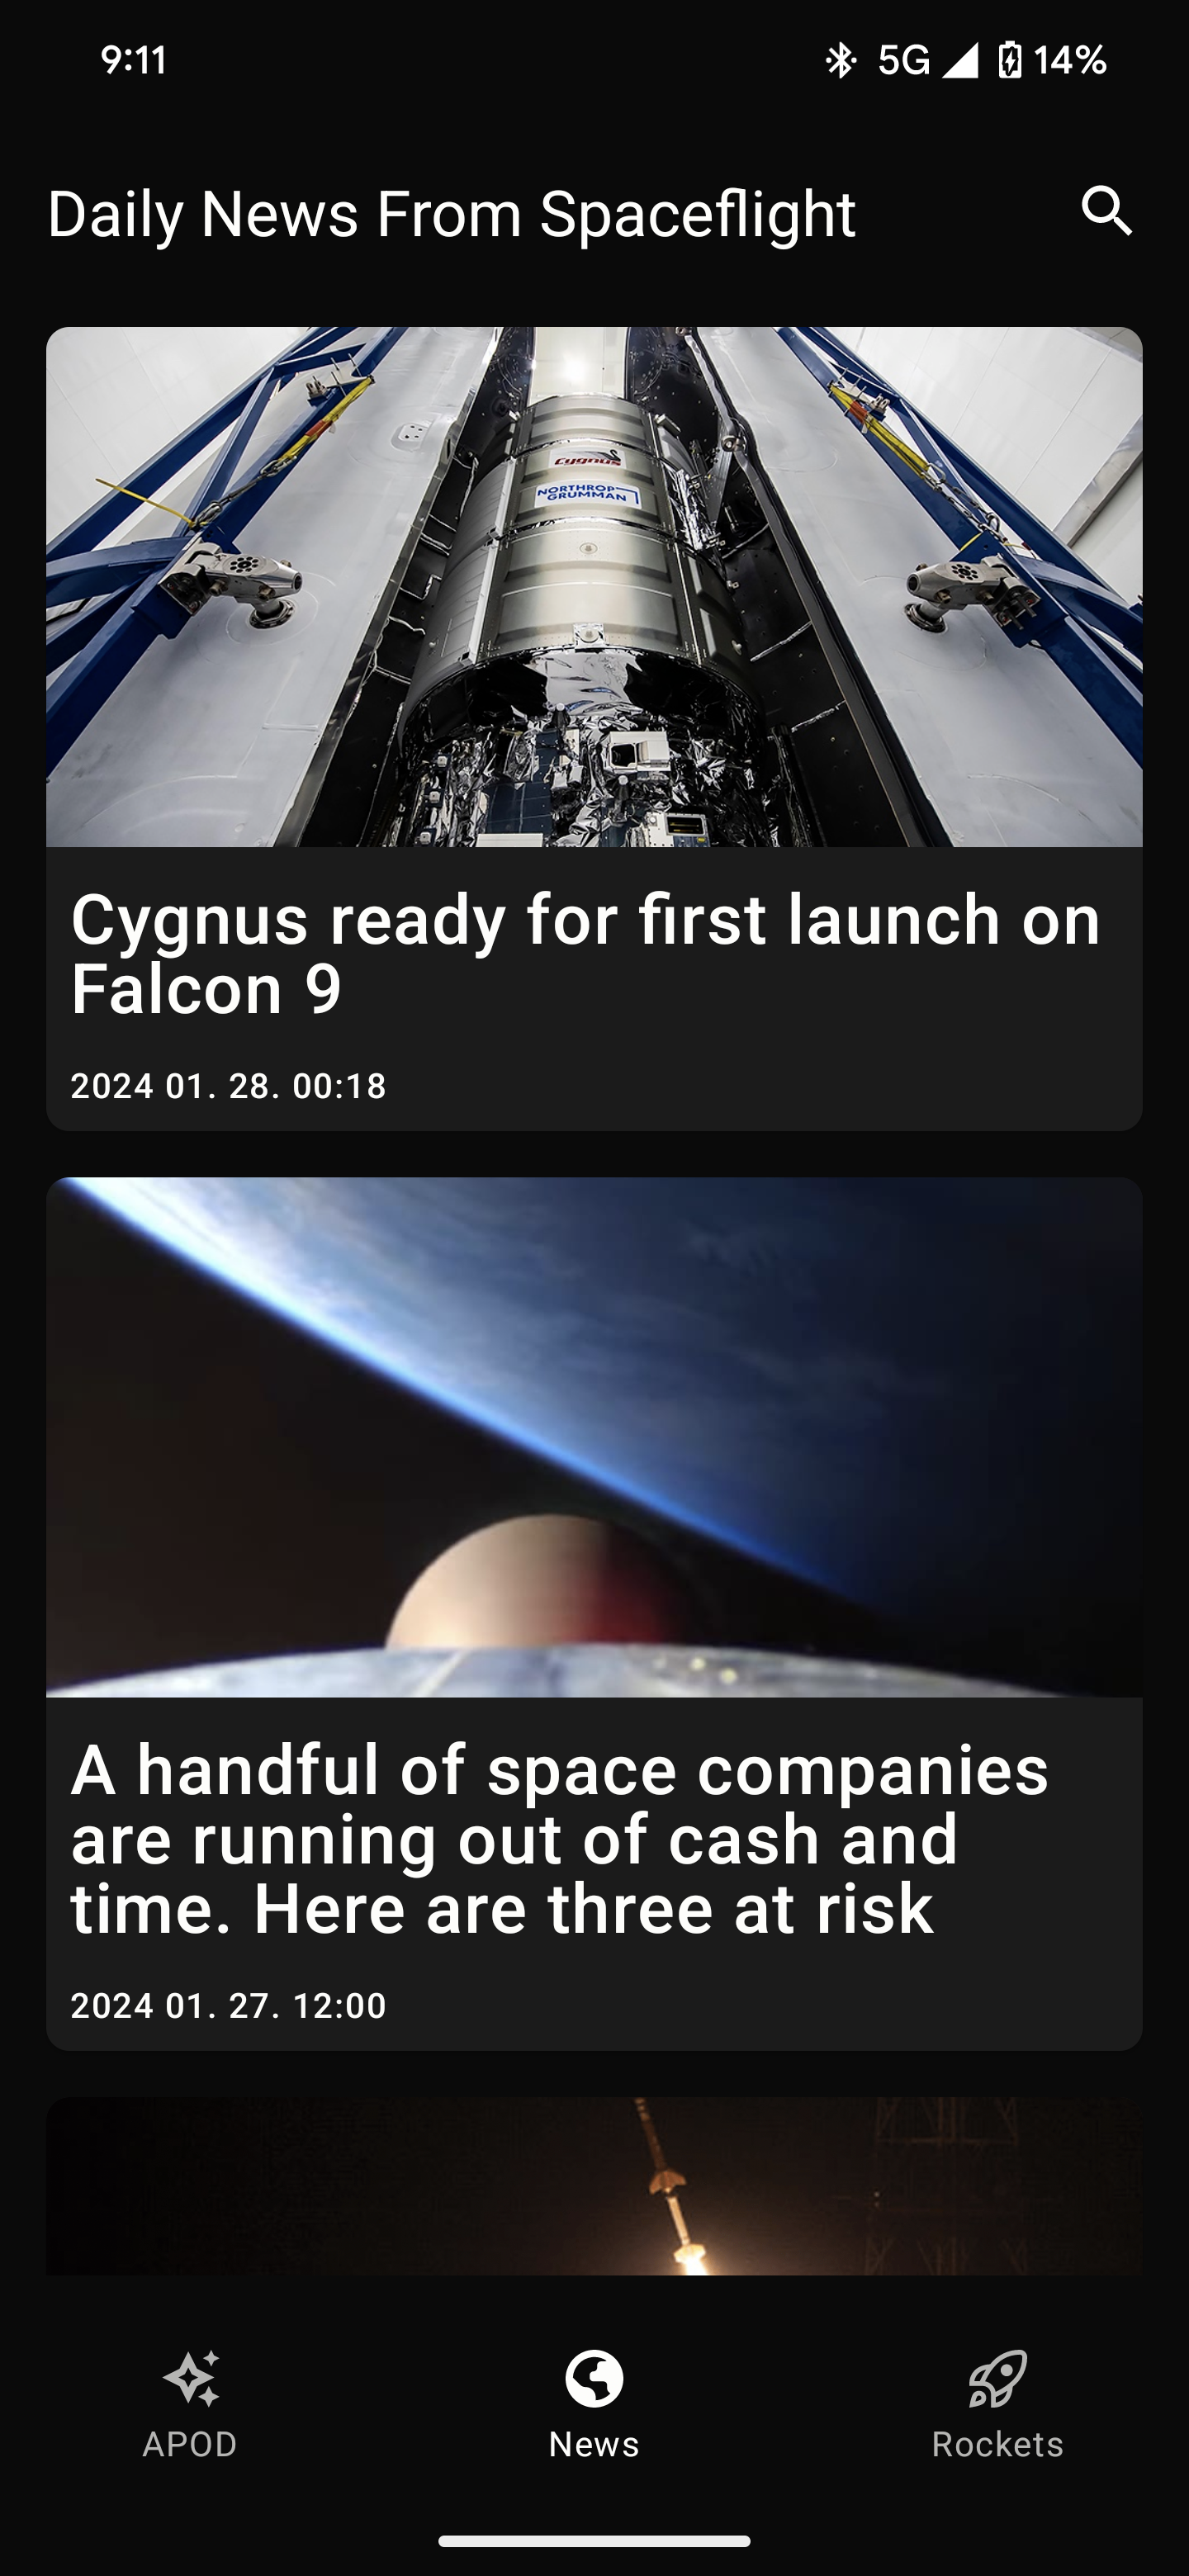 9:11
5G
14%
Daily News From Spaceflight
Cygnus
NORTHROP
GRUMMAN
Cygnus ready for first launch on
Falcon 9
2024 01. 28. 00:18
A handful of space companies
are running out of cash and
time. Here are three at risk
2024 01. 27. 12:00
APOD
News
Rockets